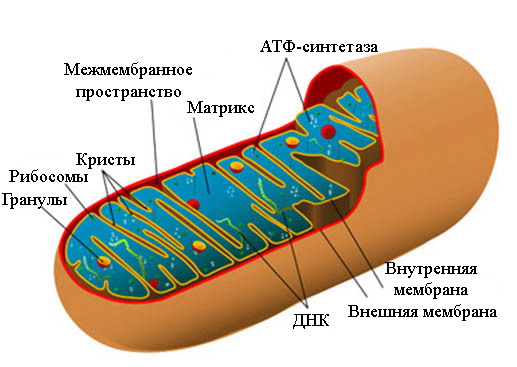 АТФ-синтетаза
Межмембранное
пространство
Матрикс
Кристы
Рибосомы
Гранулы
Внутренняя
мембрана
Внешняя мембрана
ДНК